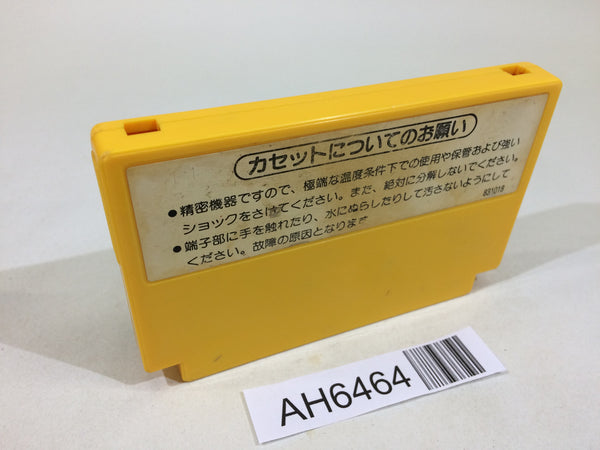 カセットについてのお願い
●精密機器ですので、極端な温度条件下での使用や保管および強い
ショックをさけてください。また、絶対に分解しないでください。
●端子部に手を触れたり、水にぬらしたりして汚さないようにして
ください。故障の原因となります
831018
AH6464